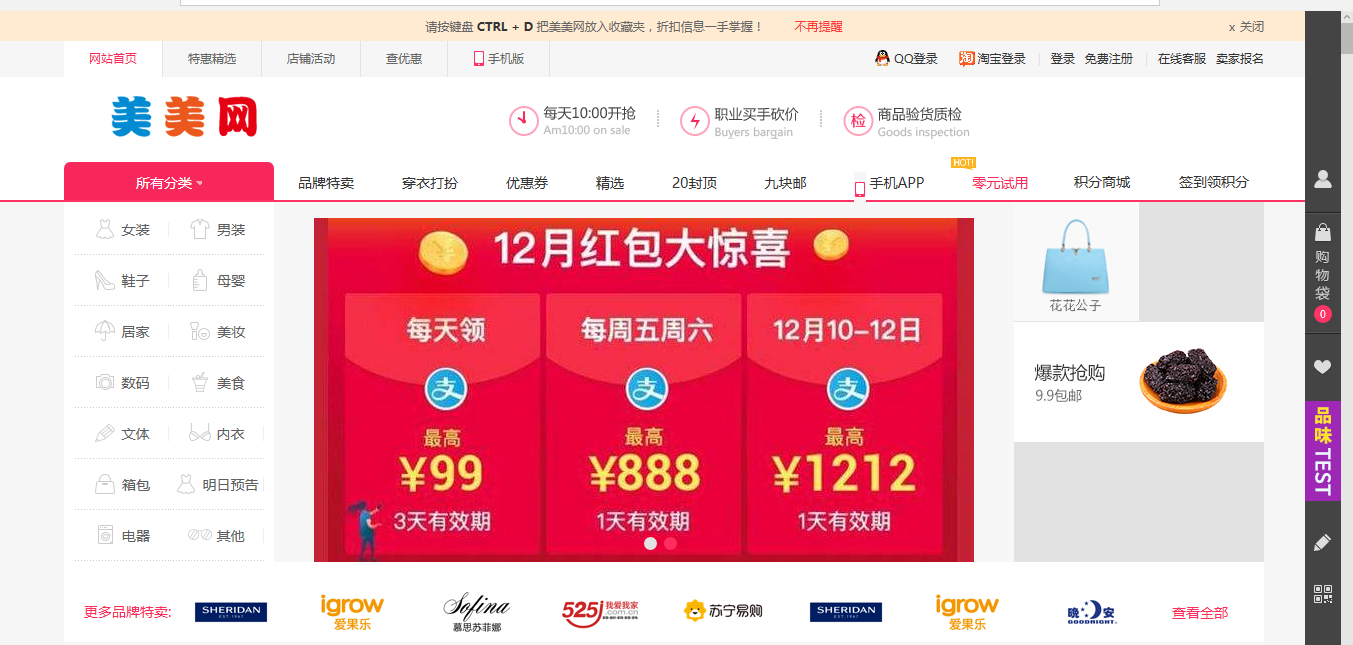 请按键盘 CTRL + D 把美美网放入收藏夹，折扣信息一手掌握！ 不再提醒 x 关闭
网站首页 特惠精选 店铺活动 查优惠 手机版 QQ登录 淘宝登录 登录 免费注册 在线客服 卖家报名
美美网
每天10:00开抢 职业买手砍价 检 商品验货质检
Am10:00 on sale Buyers bargain Goods inspection
HOT!
所有分类 品牌特卖 穿衣打扮 优惠券 精选 20封顶 九块邮 手机APP 零元试用 积分商城 签到领积分
女装 男装
鞋子 母婴
居家 美妆
数码 美食
文体 内衣
箱包 明日预告
电器 其他
12月红包大惊喜
每天领 每周五周六 12月10-12日
支 支 支
最高 最高 最高
¥99 ¥888 ¥1212
3天有效期 1天有效期 1天有效期
花花公子
爆款抢购
9.9包邮
购物袋
0
品味TEST
更多品牌特卖: SHERIDAN igrow 爱果乐 Sofina 慕思苏菲娜 525j 我爱我家 .com.cn 苏宁易购 SHERIDAN igrow 爱果乐 晚安 GOODNIGHT 查看全部